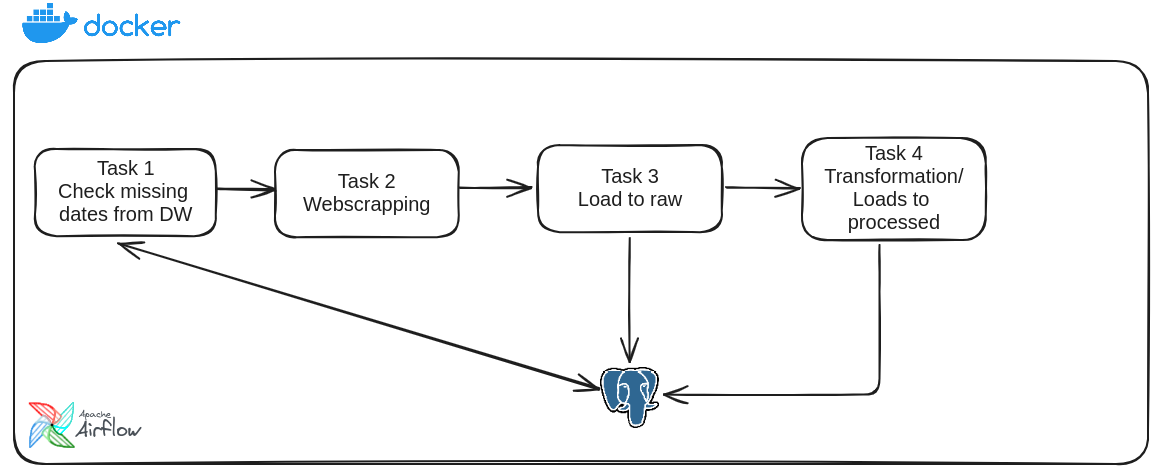 docker
Task 1
Check missing
dates from DW
Task 2
Webscrapping
Task 3
Load to raw
Task 4
Transformation/
Loads to
processed
Apache
Airflow